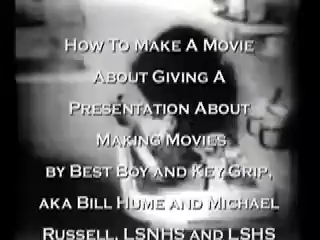 How To Make A Movie
About Giving A
Presentation About
Making Movies
by Best Boy and Key Grip,
aka Bill Hume and Michael
Russell, LSNHS and LSHS